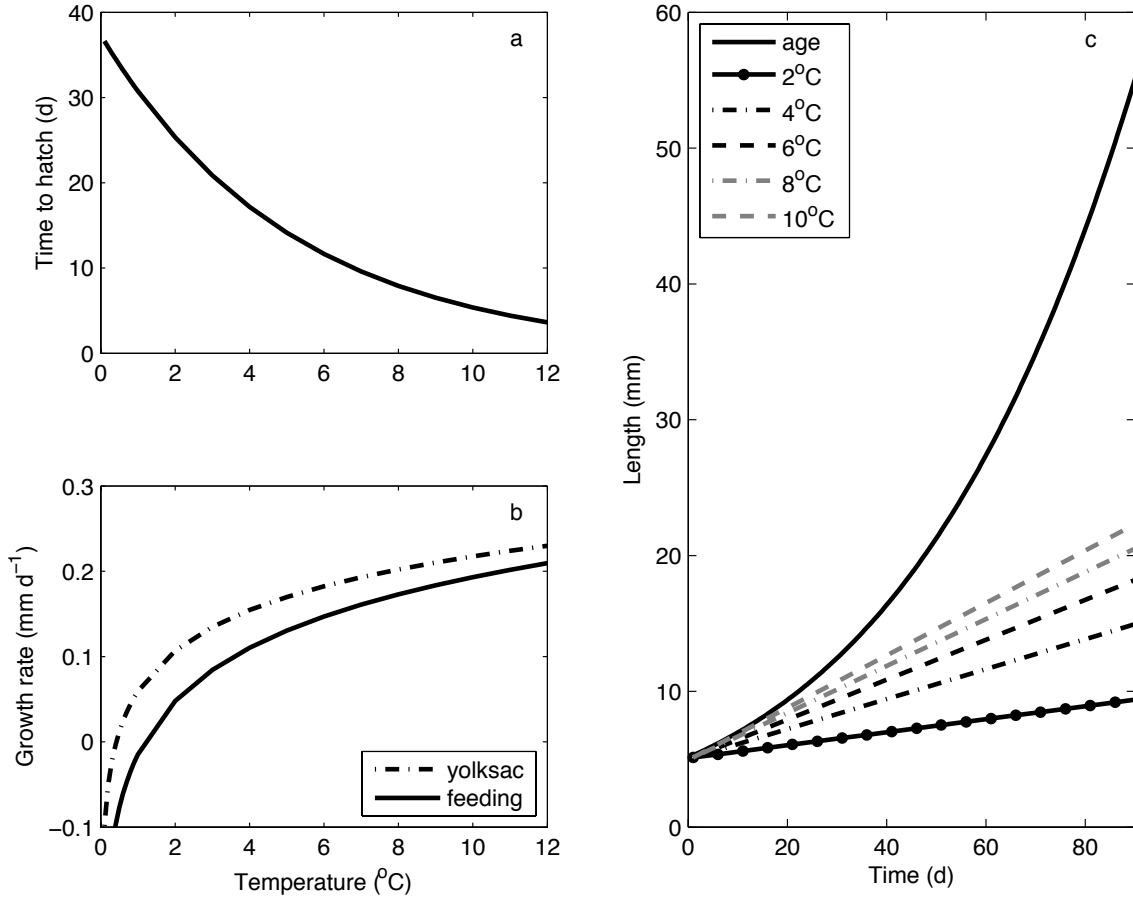 a
40
30
20
10
0
0 2 4 6 8 10 12
Time to hatch (d)
b
0.3
0.2
0.1
0
−0.1
0 2 4 6 8 10 12
Growth rate (mm d⁻¹)
Temperature (°C)
yolksac
feeding
c
60
50
40
30
20
10
0
0 20 40 60 80
Length (mm)
Time (d)
age
2°C
4°C
6°C
8°C
10°C